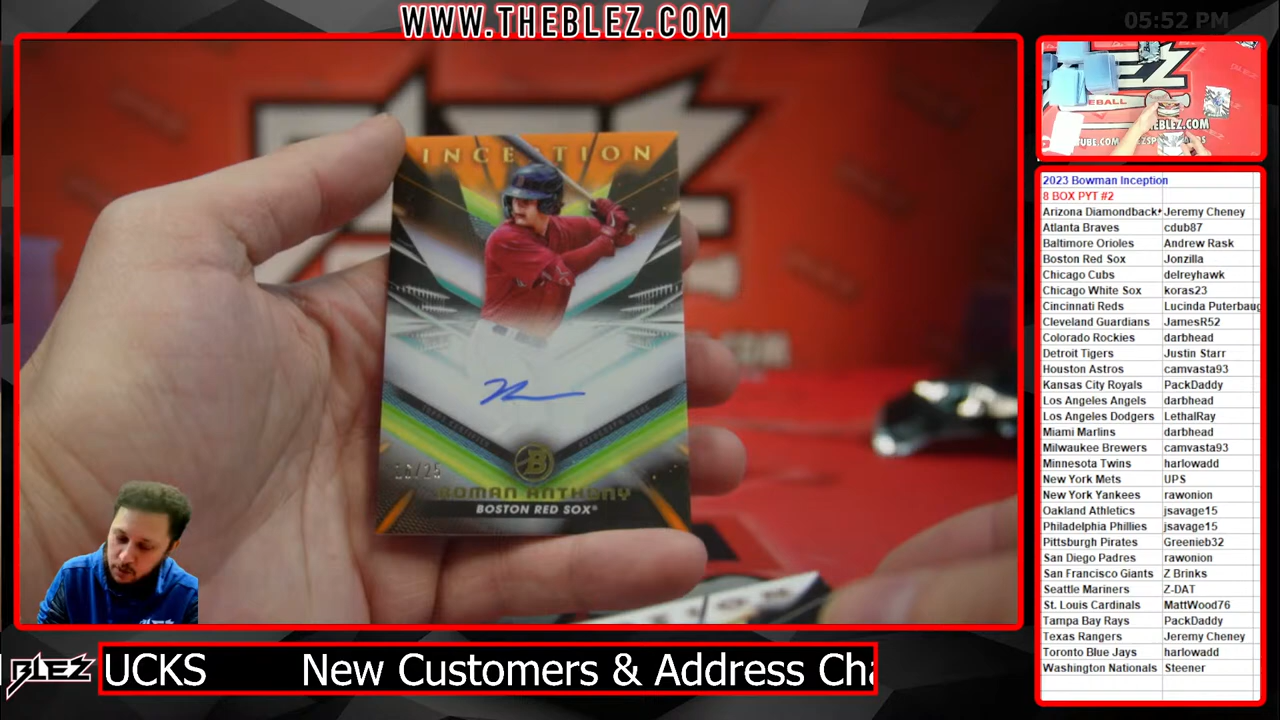 WWW.THEBLEZ.COM
05:52 PM
INCEPTION
ROMAN ANTHONY
BOSTON RED SOX
BLEZ
UCKS New Customers & Address Cha
EBALL
2023 Bowman Inception
8 BOX PYT #2
Arizona Diamondback Jeremy Cheney
Atlanta Braves cdub87
Baltimore Orioles Andrew Rask
Boston Red Sox Jonzilla
Chicago Cubs delreyhawk
Chicago White Sox koras23
Cincinnati Reds Lucinda Puterbaug
Cleveland Guardians JamesR52
Colorado Rockies darbhead
Detroit Tigers Justin Starr
Houston Astros camvasta93
Kansas City Royals PackDaddy
Los Angeles Angels darbhead
Los Angeles Dodgers LethalRay
Miami Marlins darbhead
Milwaukee Brewers camvasta93
Minnesota Twins harlowadd
New York Mets UPS
New York Yankees rawonion
Oakland Athletics jsavage15
Philadelphia Phillies jsavage15
Pittsburgh Pirates Greenieb32
San Diego Padres rawonion
San Francisco Giants Z Brinks
Seattle Mariners Z-DAT
St. Louis Cardinals MattWood76
Tampa Bay Rays PackDaddy
Texas Rangers Jeremy Cheney
Toronto Blue Jays harlowadd
Washington Nationals Steener